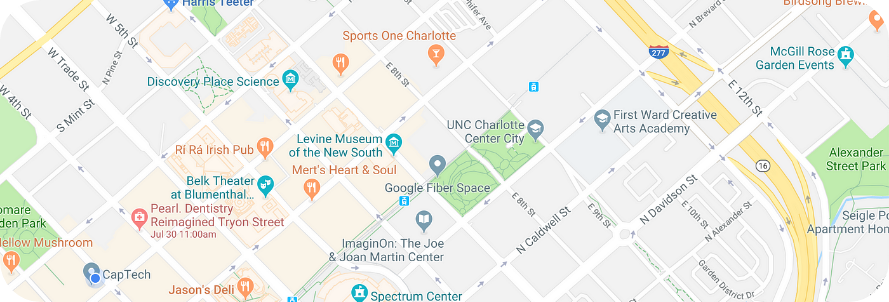 Harris Teeter
Birdsong Brew
W 5th St
N Brevard
fer Ave
Sports One Charlotte
277
McGill Rose
Garden Events
W Trade St
N Pine St
E 8th St
Discovery Place Science
E 12th St
W 4th St
S Mint St
UNC Charlotte
Center City
First Ward Creative
Arts Academy
Levine Museum
of the New South
Rí Rá Irish Pub
Mert's Heart & Soul
Google Fiber Space
16
Alexander
Street Park
Belk Theater
at Blumenthal...
N Davidson St
E 8th St
E 9th St
E 10th St
N Alexander St
Pearl. Dentistry
Reimagined Tryon Street
Jul 30 11:00am
omare
den Park
N Caldwell St
Seigle Po
Apartment Hom
ImaginOn: The Joe
& Joan Martin Center
Mellow Mushroom
CapTech
Garden District Dr
Jason's Deli
Spectrum Center